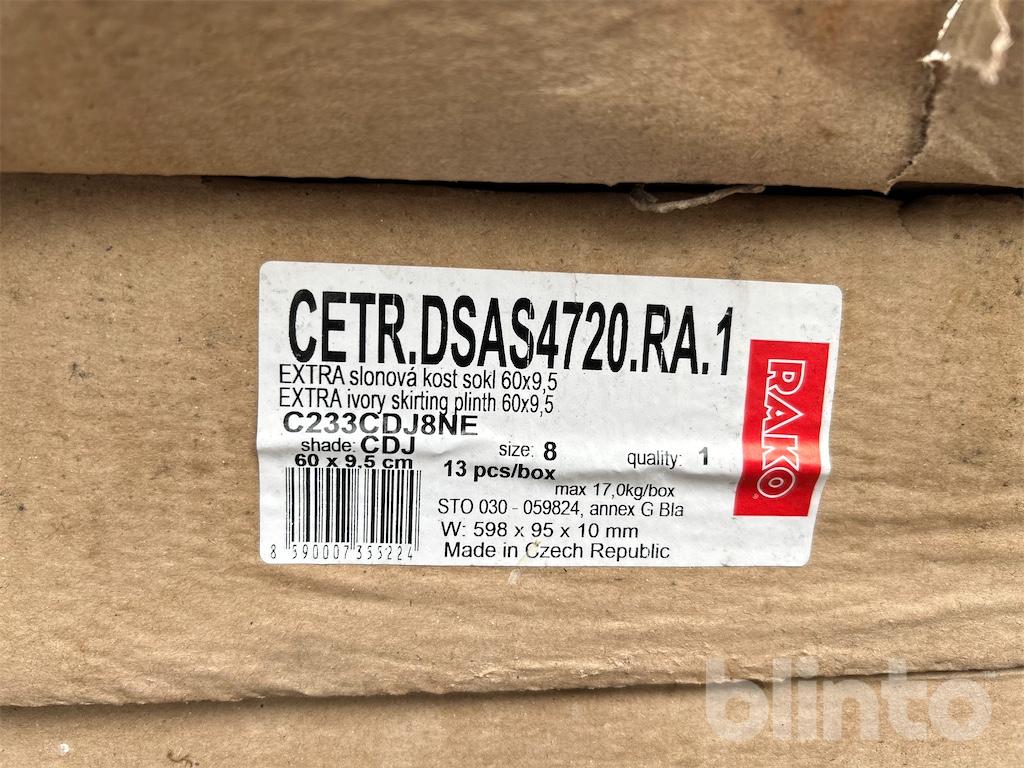 CETR.DSAS4720.RA.1
EXTRA slonová kost sokl 60x9,5
EXTRA ivory skirting plinth 60x9,5
C233CDJ8NE
shade: CDJ size: 8 quality: 1
60 x 9,5 cm 13 pcs/box
max 17,0kg/box
STO 030 - 059824, annex G Bla
W: 598 x 95 x 10 mm
Made in Czech Republic
8 590007 353224
RAKO®
blinto